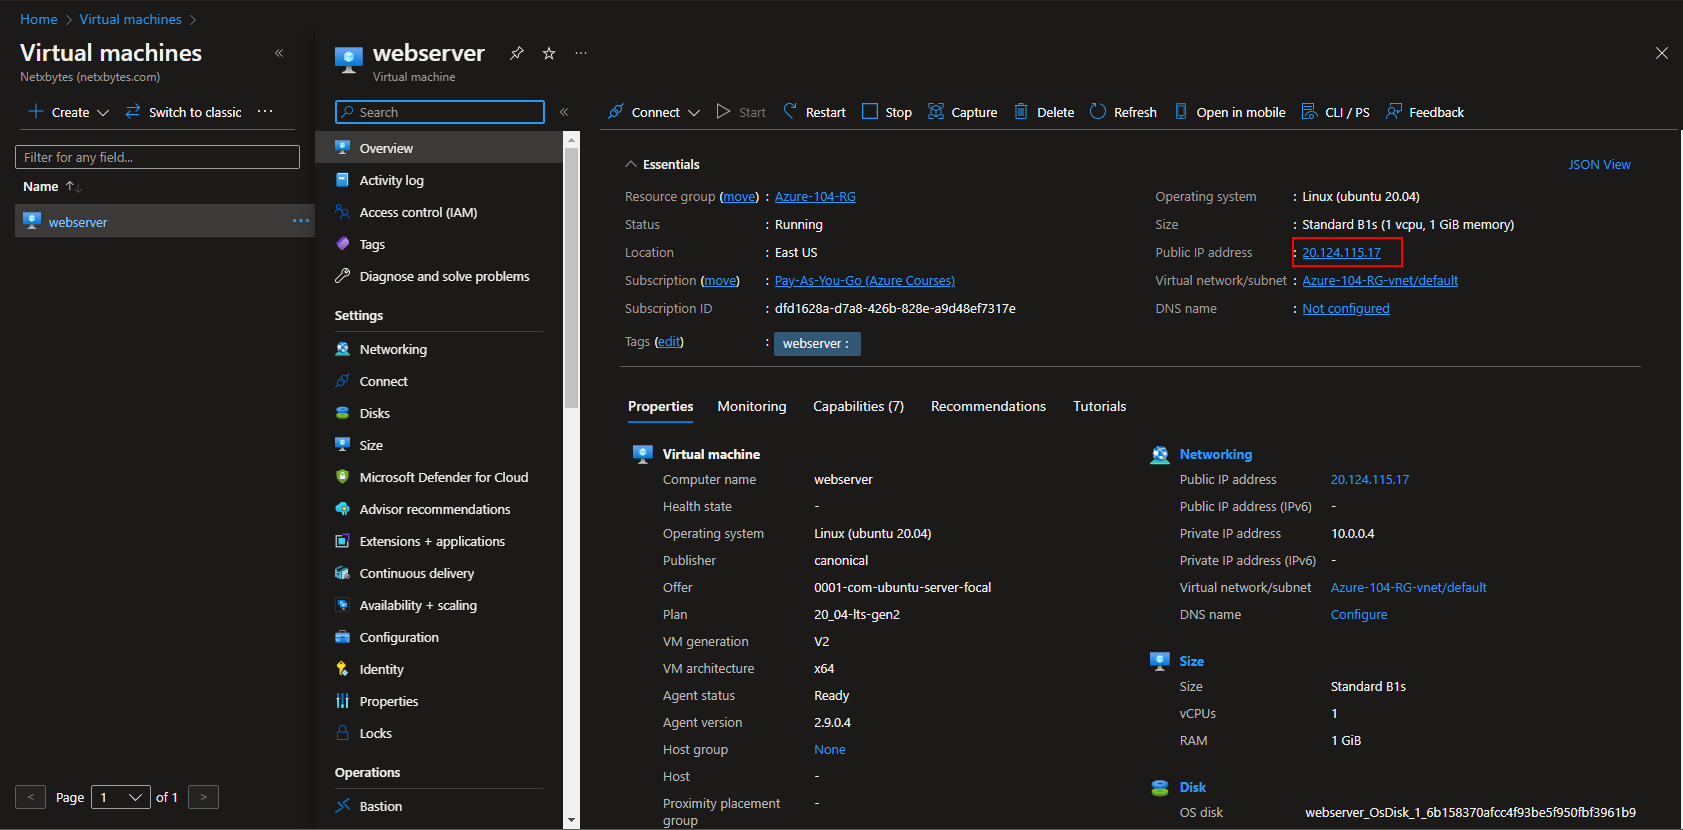 Home > Virtual machines >
Virtual machines
«
Netxbytes (netxbytes.com)
+ Create
Switch to classic
···
Filter for any field...
Name ↑↓
webserver ···
< Page 1 of 1 >
webserver
···
Virtual machine
Search
«
Overview
Activity log
Access control (IAM)
Tags
Diagnose and solve problems
Settings
Networking
Connect
Disks
Size
Microsoft Defender for Cloud
Advisor recommendations
Extensions + applications
Continuous delivery
Availability + scaling
Configuration
Identity
Properties
Locks
Operations
Bastion
Connect Start Restart Stop Capture Delete Refresh Open in mobile CLI / PS Feedback
Essentials
JSON View
Resource group (move) : Azure-104-RG
Status : Running
Location : East US
Subscription (move) : Pay-As-You-Go (Azure Courses)
Subscription ID : dfd1628a-d7a8-426b-828e-a9d48ef7317e
Tags (edit) : webserver :
Operating system : Linux (ubuntu 20.04)
Size : Standard B1s (1 vcpu, 1 GiB memory)
Public IP address : 20.124.115.17
Virtual network/subnet : Azure-104-RG-vnet/default
DNS name : Not configured
Properties Monitoring Capabilities (7) Recommendations Tutorials
Virtual machine
Computer name webserver
Health state -
Operating system Linux (ubuntu 20.04)
Publisher canonical
Offer 0001-com-ubuntu-server-focal
Plan 20_04-lts-gen2
VM generation V2
VM architecture x64
Agent status Ready
Agent version 2.9.0.4
Host group None
Host -
Proximity placement -
group
Networking
Public IP address 20.124.115.17
Public IP address (IPv6) -
Private IP address 10.0.0.4
Private IP address (IPv6) -
Virtual network/subnet Azure-104-RG-vnet/default
DNS name Configure
Size
Size Standard B1s
vCPUs 1
RAM 1 GiB
Disk
OS disk webserver_OsDisk_1_6b158370afcc4f93be5f950fbf3961b9